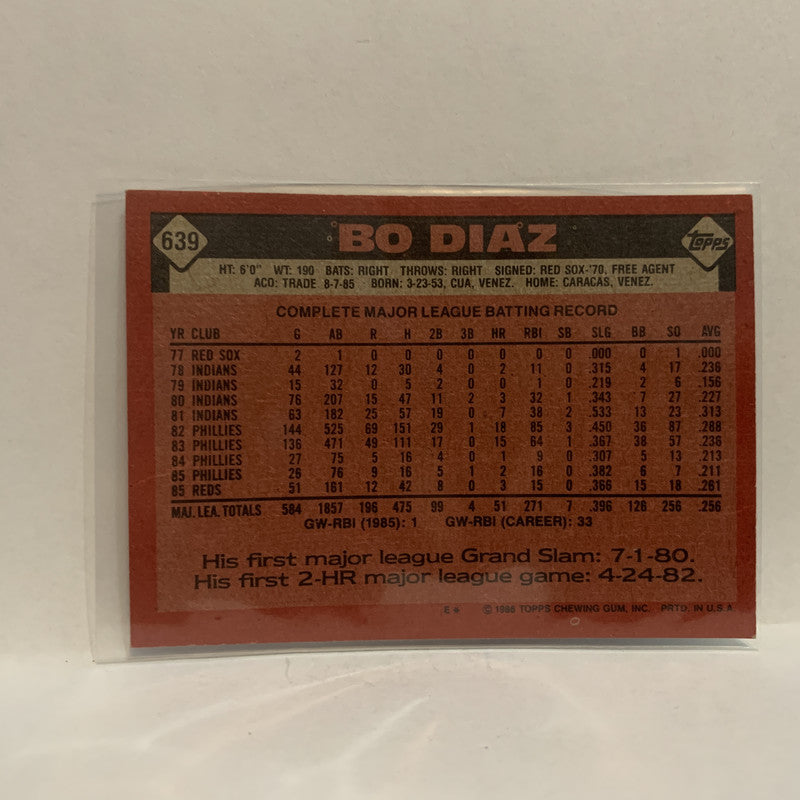 639
BO DIAZ
topps
HT: 6'0" WT: 190 BATS: RIGHT THROWS: RIGHT SIGNED: RED SOX-'70, FREE AGENT
ACQ: TRADE 8-7-85 BORN: 3-23-53, CUA, VENEZ. HOME: CARACAS, VENEZ.
COMPLETE MAJOR LEAGUE BATTING RECORD
YR CLUB G AB R H 2B 3B HR RBI SB SLG BB SO AVG
77 RED SOX 2 1 0 0 0 0 0 0 0 .000 0 1 .000
78 INDIANS 44 127 12 30 4 0 2 11 0 .315 4 17 .236
79 INDIANS 15 32 0 5 2 0 0 1 0 .219 2 6 .156
80 INDIANS 76 207 15 47 11 2 3 32 1 .343 7 27 .227
81 INDIANS 63 182 25 57 19 0 7 38 2 .533 13 23 .313
82 PHILLIES 144 525 69 151 29 1 18 85 3 .450 36 87 .288
83 PHILLIES 136 471 49 111 17 0 15 64 1 .367 38 57 .236
84 PHILLIES 27 75 5 16 4 0 1 9 0 .307 5 13 .213
85 PHILLIES 26 76 9 16 5 1 2 16 0 .382 6 7 .211
85 REDS 51 161 12 42 8 0 3 15 0 .366 15 18 .261
MAJ. LEA. TOTALS 584 1857 196 475 99 4 51 271 7 .396 126 256 .256
GW-RBI (1985): 1 GW-RBI (CAREER): 33
His first major league Grand Slam: 7-1-80.
His first 2-HR major league game: 4-24-82.
E* © 1986 TOPPS CHEWING GUM, INC. PRTD. IN U.S.A.